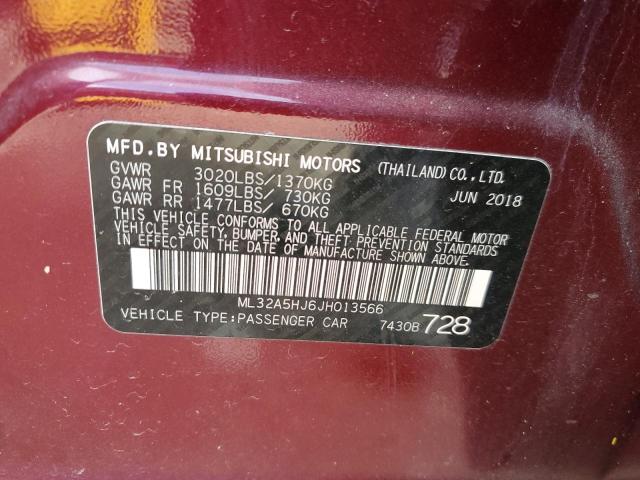 MFD.BY MITSUBISHI MOTORS (THAILAND)CO.,LTD.
GVWR 3020LBS/1370KG JUN 2018
GAWR FR 1609LBS/ 730KG
GAWR RR 1477LBS/ 670KG
THIS VEHICLE CONFORMS TO ALL APPLICABLE FEDERAL MOTOR
VEHICLE SAFETY, BUMPER, AND THEFT PREVENTION STANDARDS
IN EFFECT ON THE DATE OF MANUFACTURE SHOWN ABOVE.
ML32A5HJ6JH013566
VEHICLE TYPE:PASSENGER CAR 7430B 728